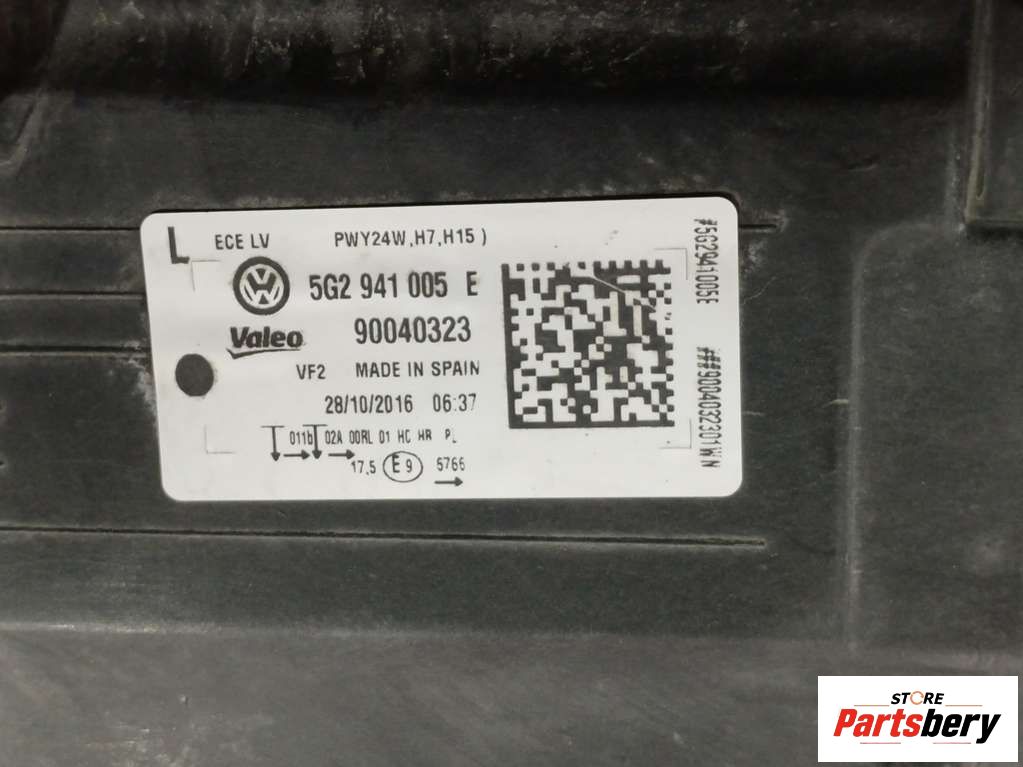 L ECE LV PWY24W,H7,H15 )
5G2 941 005 E
Valeo 90040323
VF2 MADE IN SPAIN
28/10/2016 06:37
011b 02A 00RL 01 HC HR PL
17,5 E9 5766
#5G2941005E
##9004032301WN
STORE
Partsbery